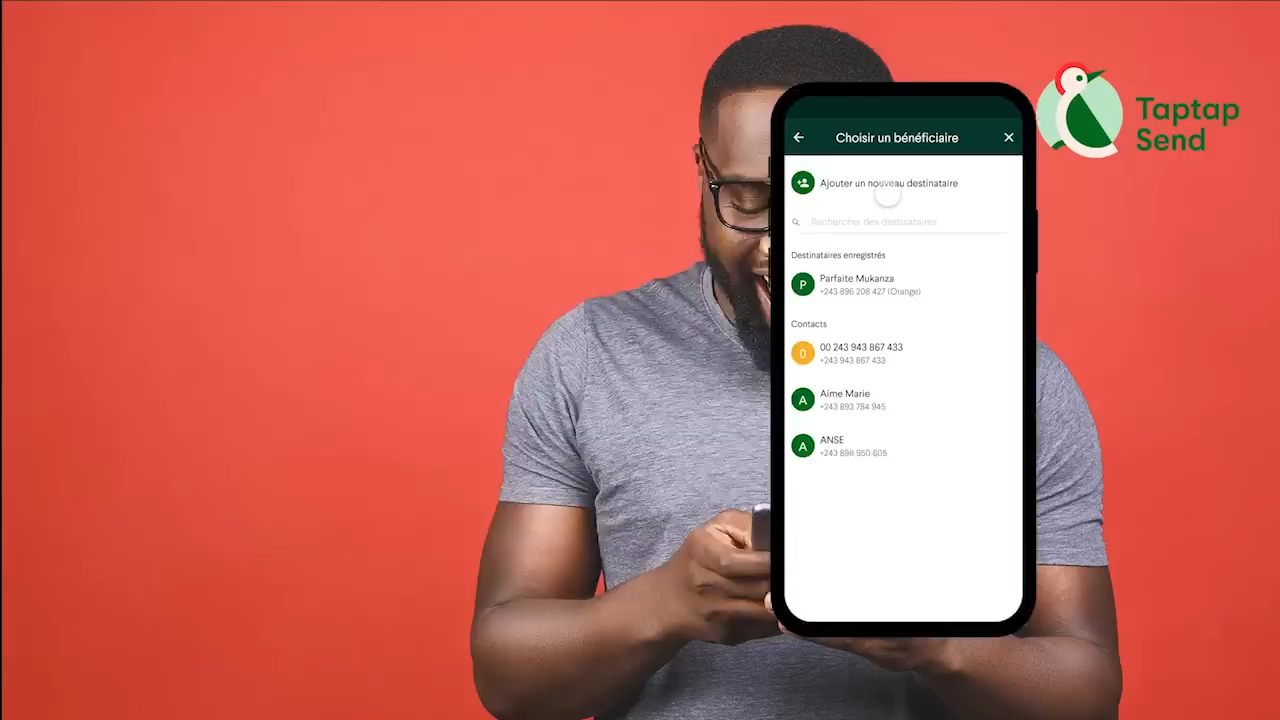 Taptap
Send
Choisir un bénéficiaire
Ajouter un nouveau destinataire
Rechercher des destinataires
Destinataires enregistrés
P
Parfaite Mukanza
+243 896 208 427 (Orange)
Contacts
0
00 243 943 867 433
+243 943 867 433
A
Aime Marie
+243 893 784 945
A
ANSE
+243 898 950 605